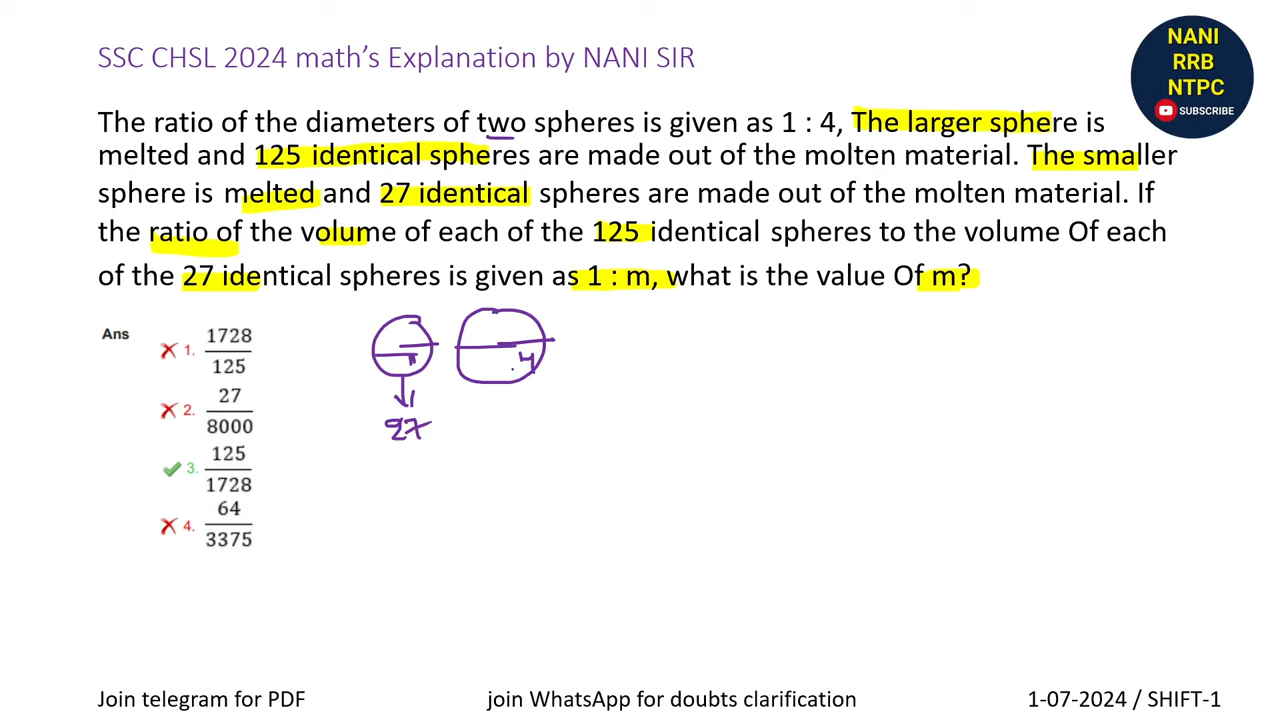 SSC CHSL 2024 math’s Explanation by NANI SIR
NANI
RRB
NTPC
SUBSCRIBE
The ratio of the diameters of two spheres is given as 1 : 4, The larger sphere is
melted and 125 identical spheres are made out of the molten material. The smaller
sphere is melted and 27 identical spheres are made out of the molten material. If
the ratio of the volume of each of the 125 identical spheres to the volume Of each
of the 27 identical spheres is given as 1 : m, what is the value Of m?
Ans
1. 1728/125
2. 27/8000
3. 125/1728
4. 64/3375
4
27
Join telegram for PDF
join WhatsApp for doubts clarification
1-07-2024 / SHIFT-1